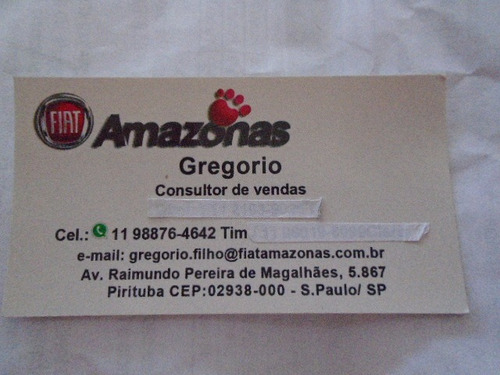 FIAT Amazonas
Gregorio
Consultor de vendas
Cel.: 11 98876-4642 Tim
e-mail: gregorio.filho@fiatamazonas.com.br
Av. Raimundo Pereira de Magalhães, 5.867
Pirituba CEP:02938-000 - S.Paulo/ SP